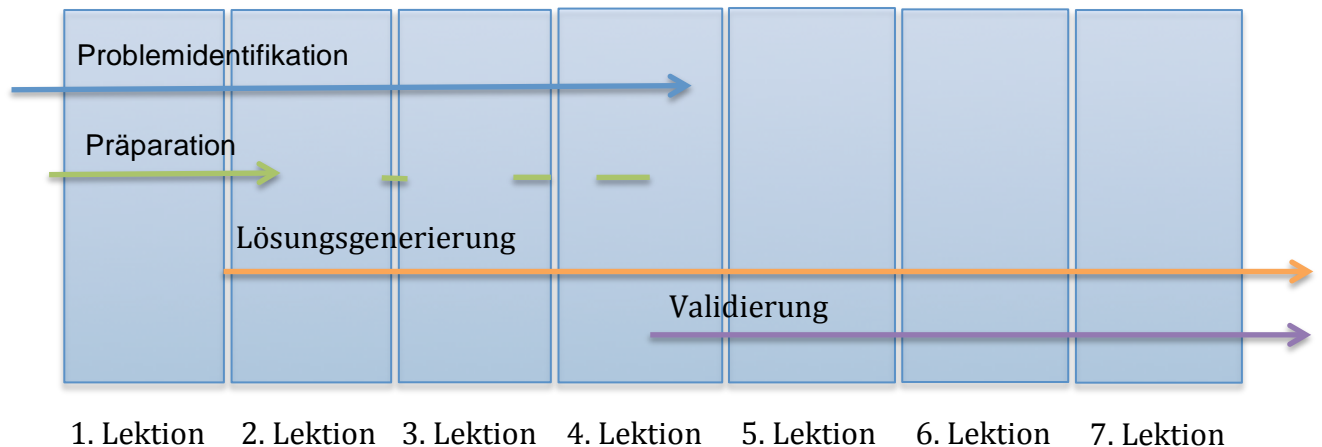 Problemidentifikation
Präparation
Lösungsgenerierung
Validierung
1. Lektion 2. Lektion 3. Lektion 4. Lektion 5. Lektion 6. Lektion 7. Lektion